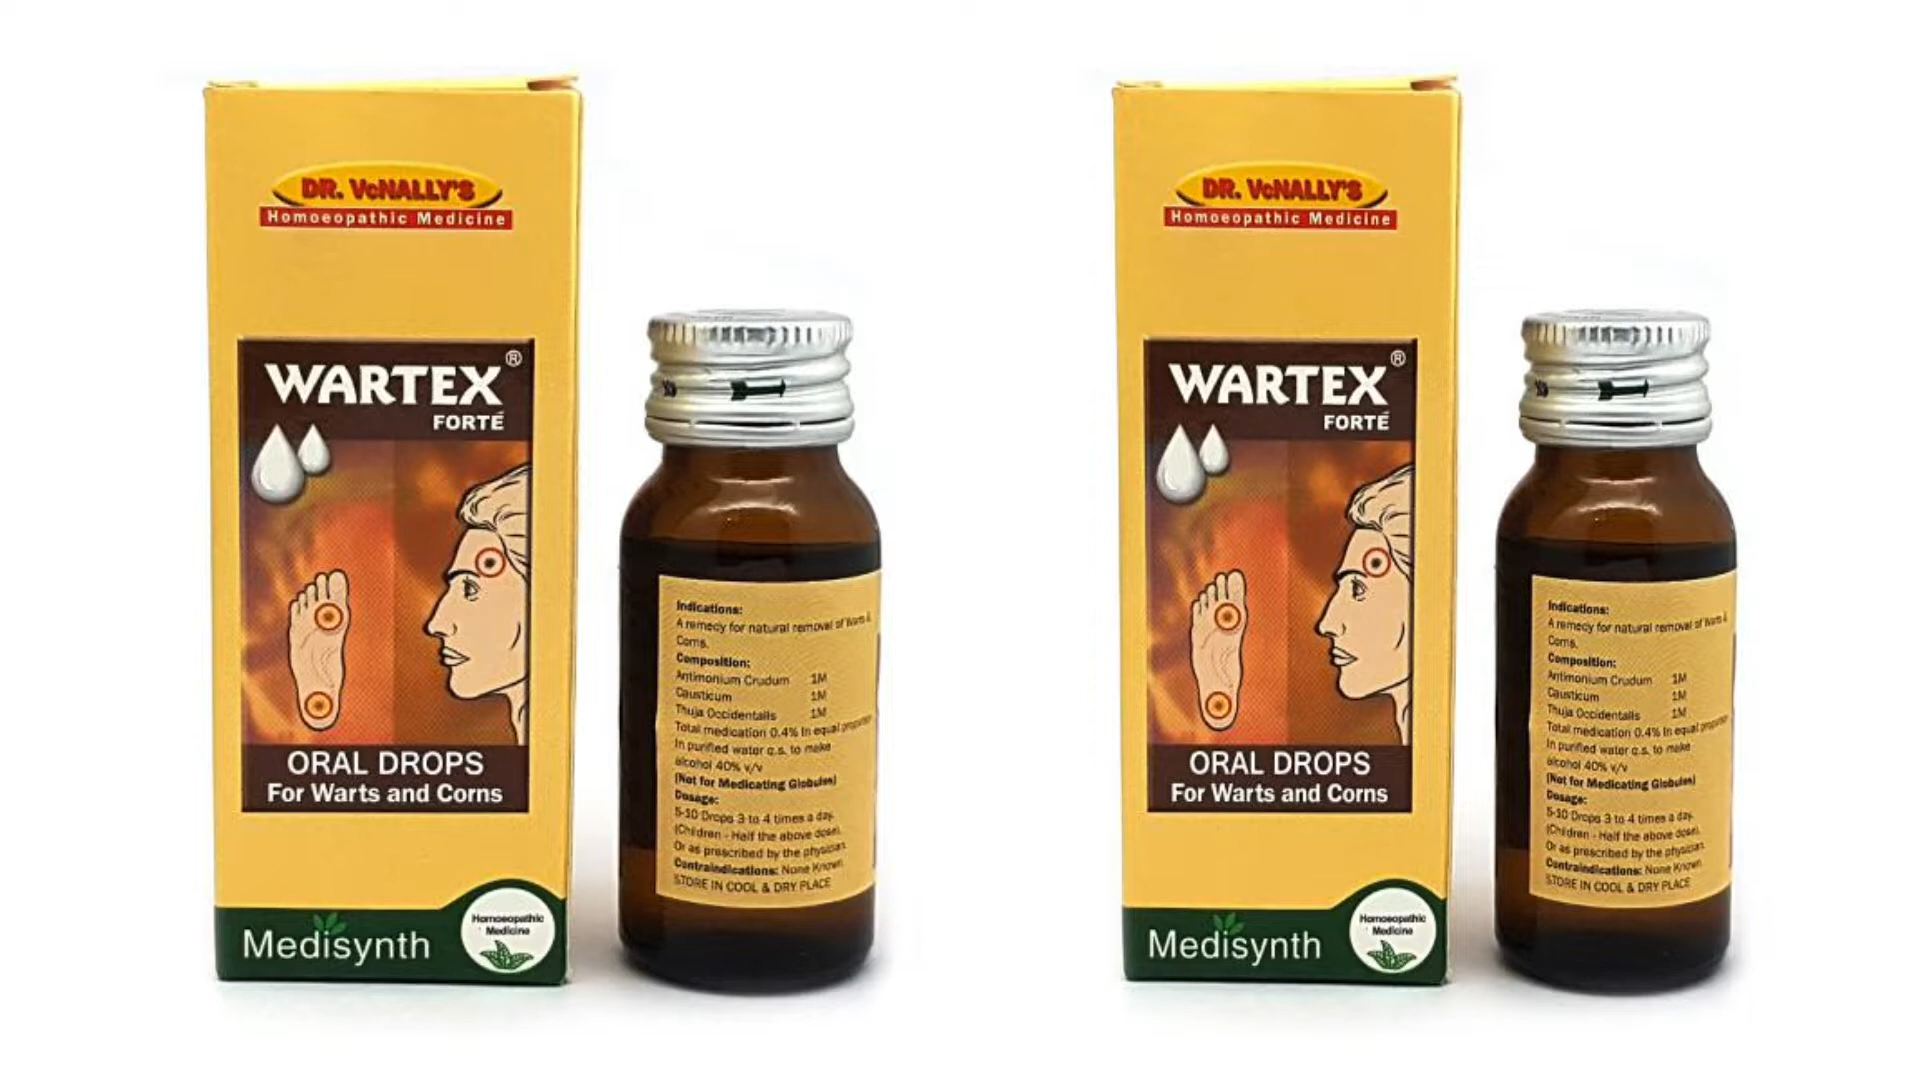 DR. VcNALLY'S
Homoeopathic Medicine
WARTEX®
FORTÉ
ORAL DROPS
For Warts and Corns
Medisynth
Homoeopathic
Medicine
Indications:
A remedy for natural removal of Warts &
Corns.
Composition:
Antimonium Crudum 1M
Causticum 1M
Thuja Occidentalis 1M
Total medication 0.4% In equal proportion
In purified water q.s. to make
alcohol 40% v/v
(Not for Medicating Globules)
Dosage:
5-10 Drops 3 to 4 times a day.
(Children - Half the above dose).
Or as prescribed by the physician.
Contraindications: None Known
STORE IN COOL & DRY PLACE
DR. VcNALLY'S
Homoeopathic Medicine
WARTEX®
FORTÉ
ORAL DROPS
For Warts and Corns
Medisynth
Homoeopathic
Medicine
Indications:
A remedy for natural removal of Warts &
Corns.
Composition:
Antimonium Crudum 1M
Causticum 1M
Thuja Occidentalis 1M
Total medication 0.4% In equal proportion
In purified water q.s. to make
alcohol 40% v/v
(Not for Medicating Globules)
Dosage:
5-10 Drops 3 to 4 times a day.
(Children - Half the above dose).
Or as prescribed by the physician.
Contraindications: None Known
STORE IN COOL & DRY PLACE